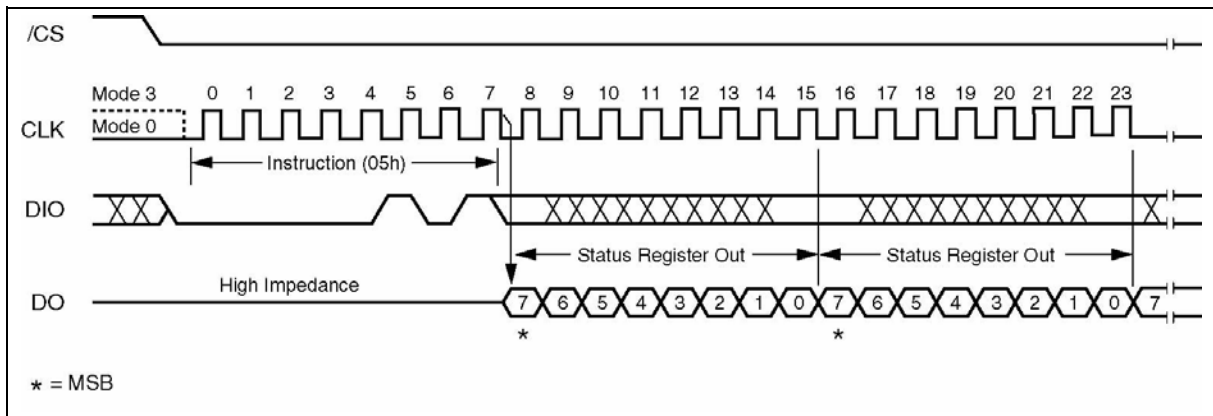 /CS
Mode 3 0 1 2 3 4 5 6 7 8 9 10 11 12 13 14 15 16 17 18 19 20 21 22 23
CLK Mode 0
Instruction (05h)
DIO
Status Register Out Status Register Out
High Impedance
DO 7 6 5 4 3 2 1 0 7 6 5 4 3 2 1 0 7
* *
* = MSB